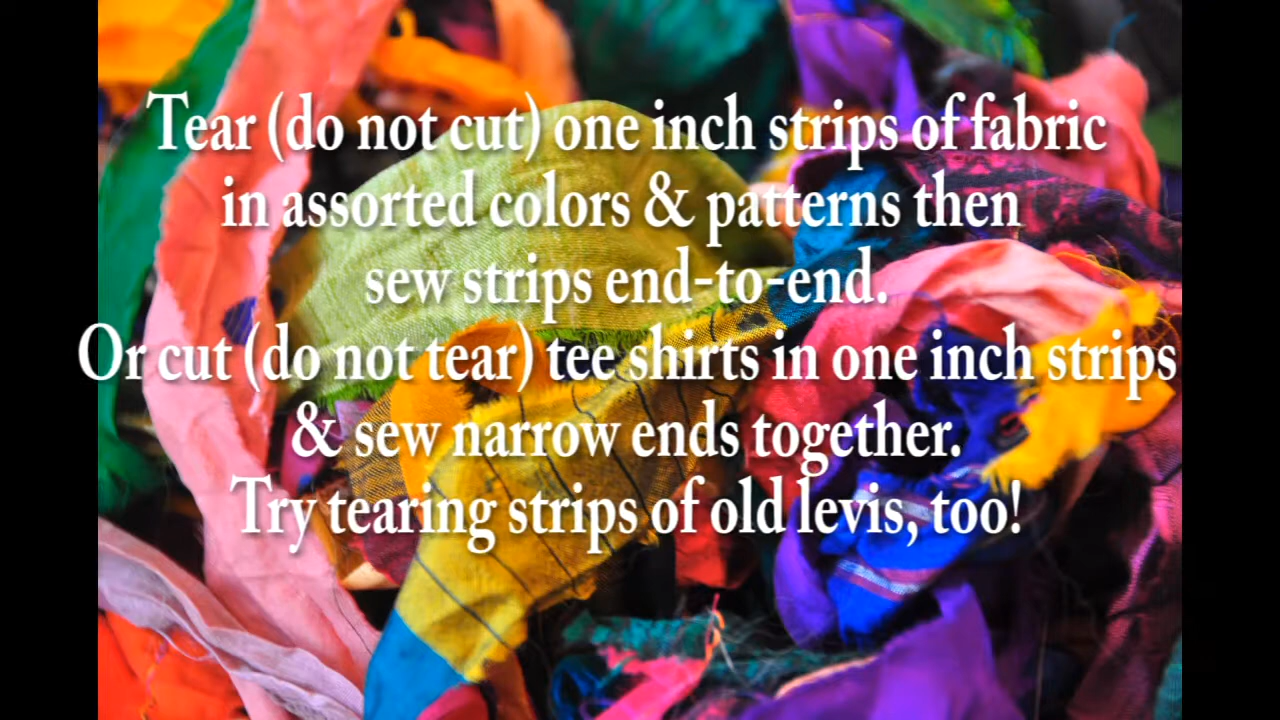 Tear (do not cut) one inch strips of fabric
in assorted colors & patterns then
sew strips end-to-end.
Or cut (do not tear) tee shirts in one inch strips
& sew narrow ends together.
Try tearing strips of old levis, too!